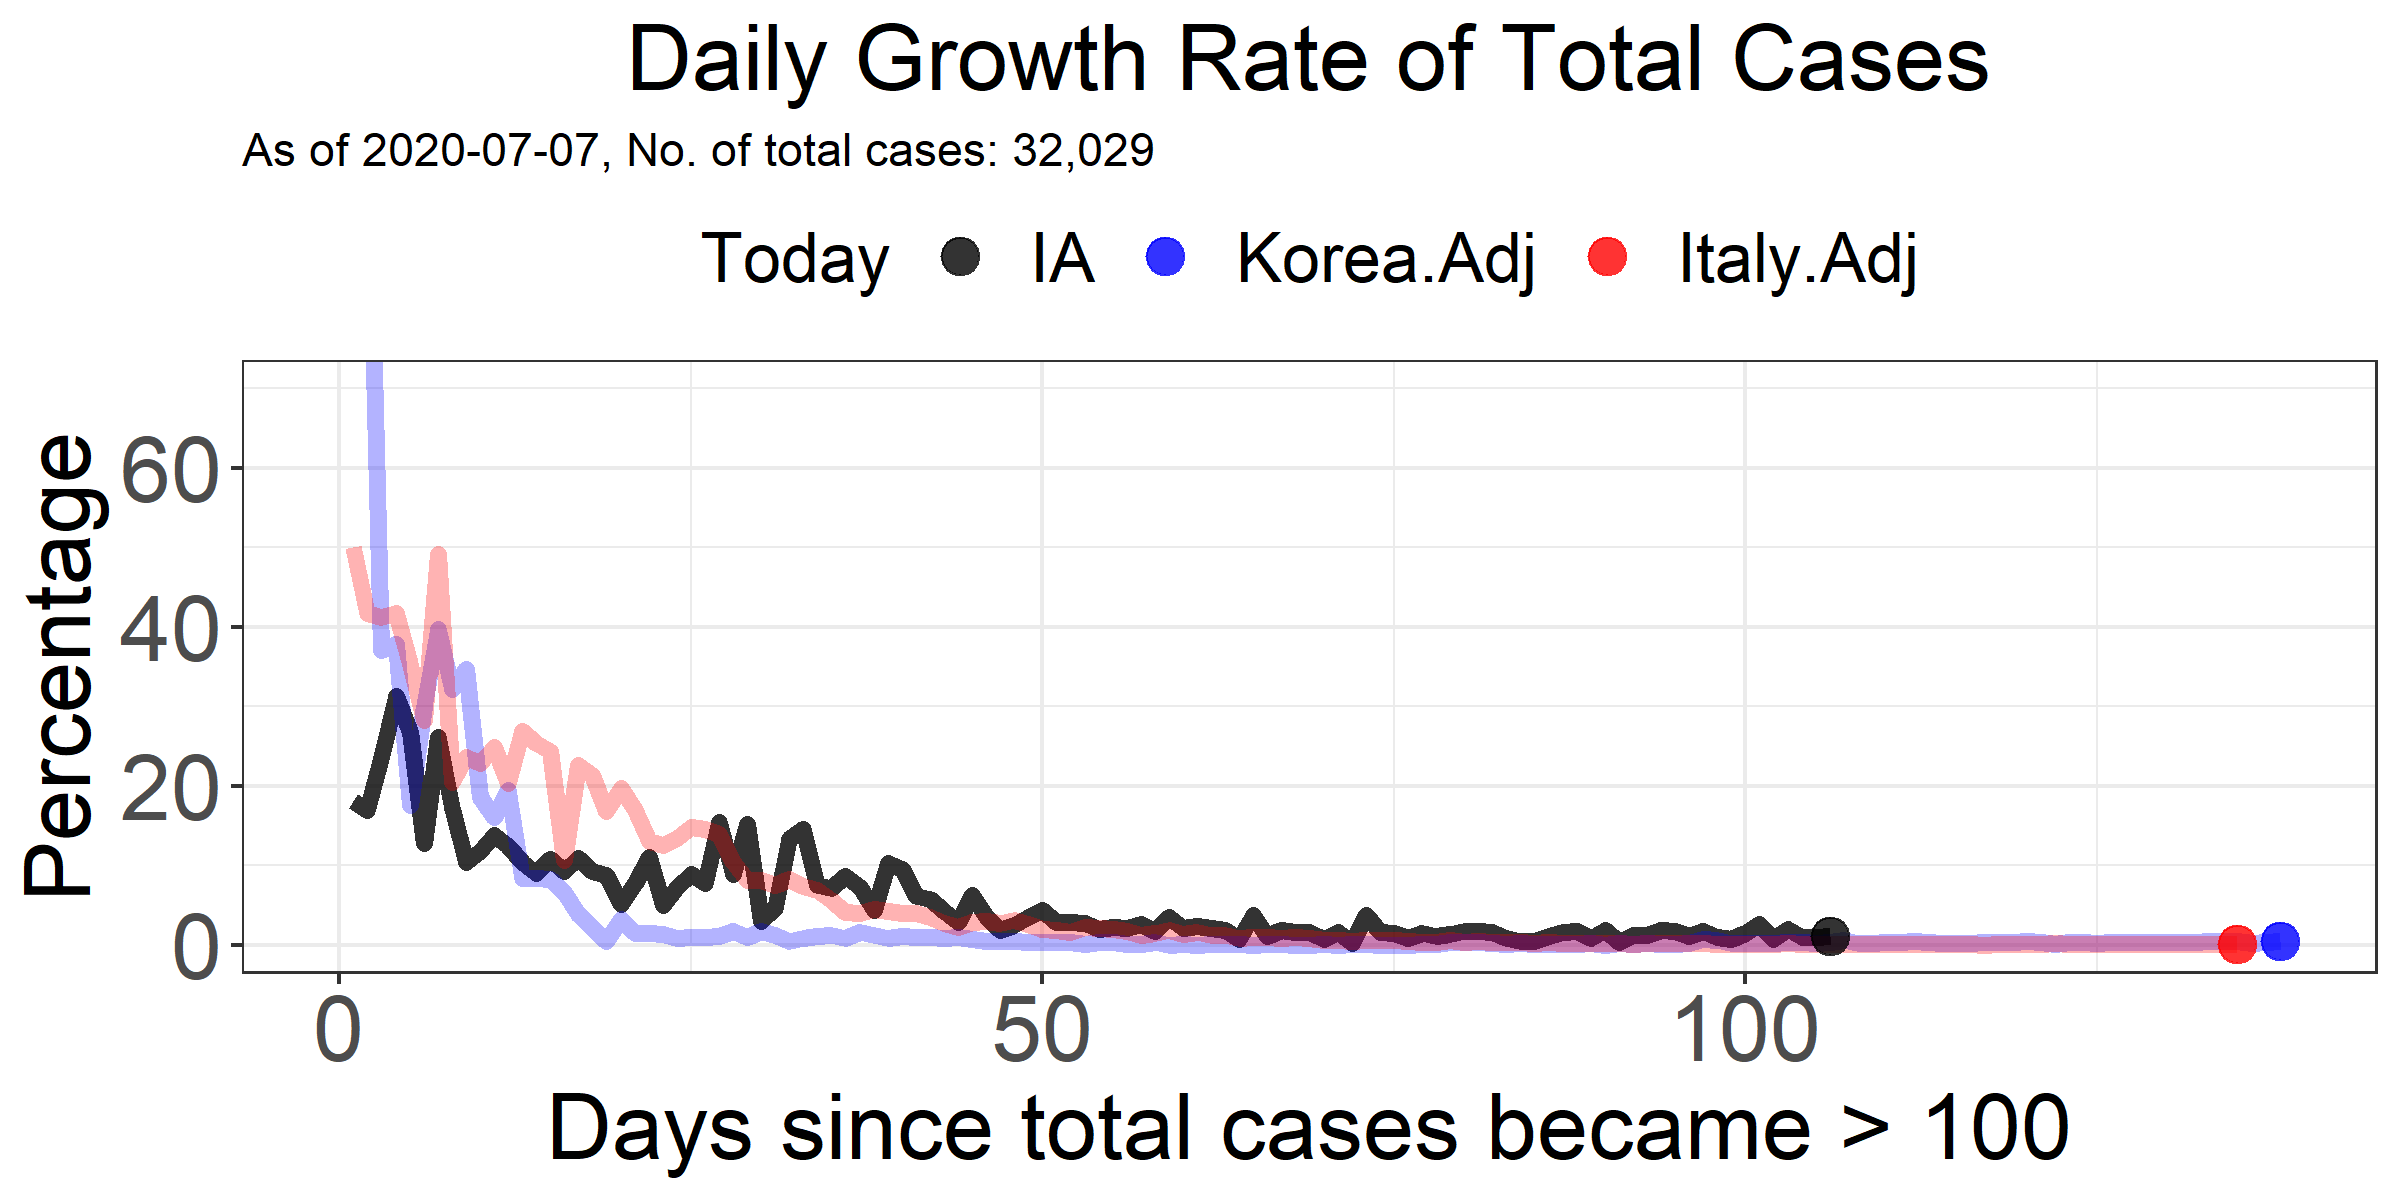 Daily Growth Rate of Total Cases
As of 2020-07-07, No. of total cases: 32,029
Today IA Korea.Adj Italy.Adj
Percentage
60
40
20
0
0 50 100
Days since total cases became > 100